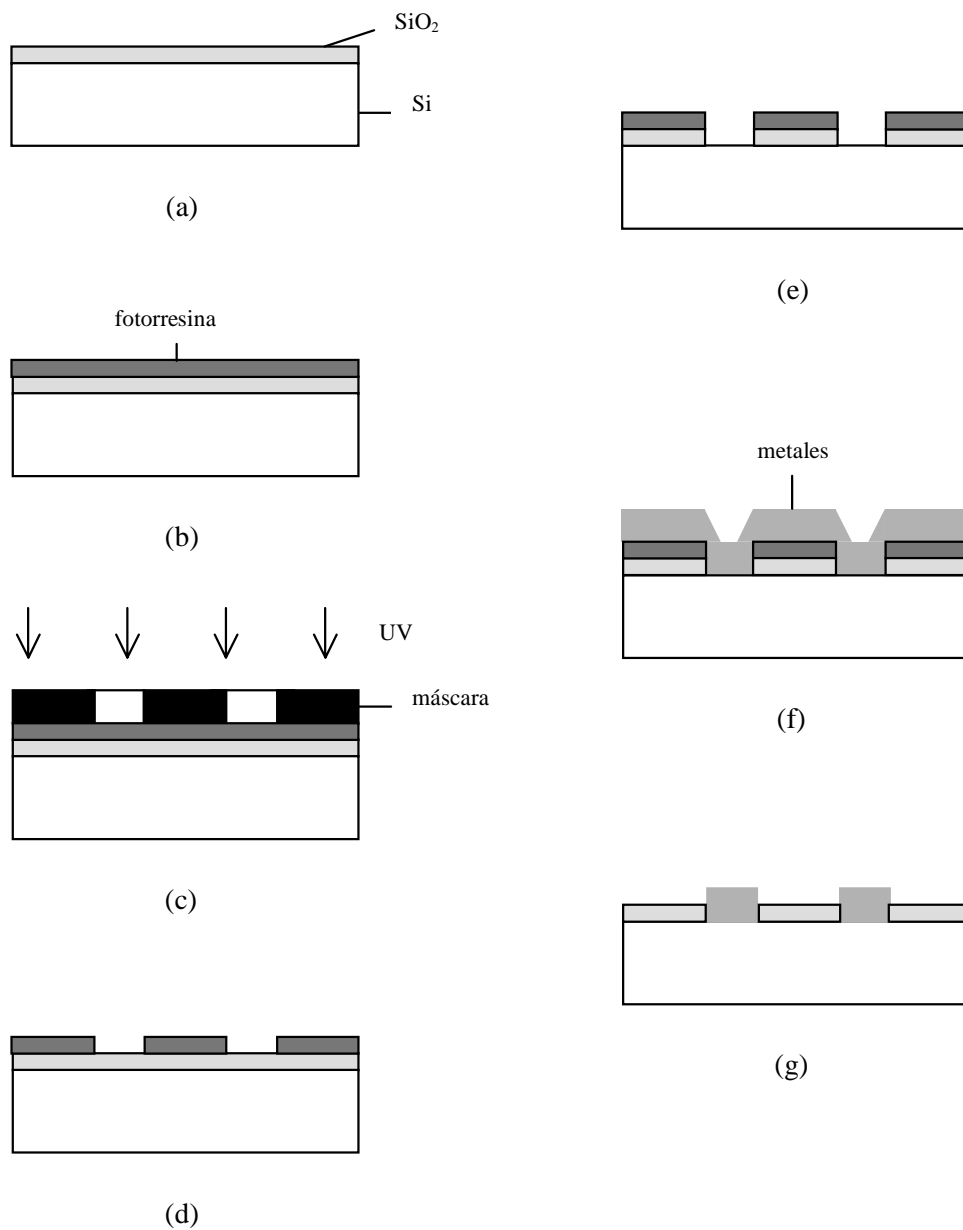 SiO₂
Si
(a)
fotorresina
(b)
UV
máscara
(c)
(d)
(e)
metales
(f)
(g)